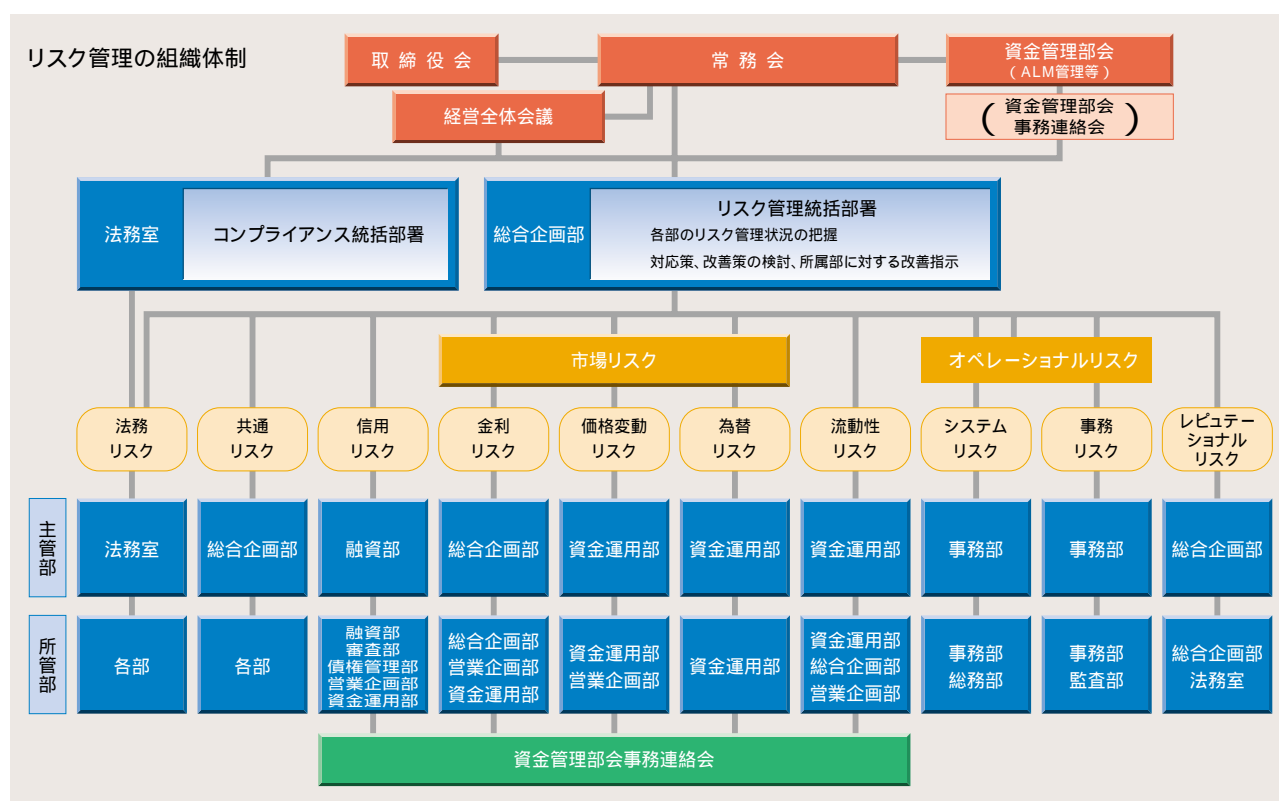 リスク管理の組織体制
取締役会
常務会
資金管理部会
(ALM管理等)
経営全体会議
(資金管理部会
事務連絡会)
法務室
コンプライアンス統括部署
総合企画部
リスク管理統括部署
各部のリスク管理状況の把握
対応策、改善策の検討、所属部に対する改善指示
市場リスク
オペレーショナルリスク
法務
リスク
共通
リスク
信用
リスク
金利
リスク
価格変動
リスク
為替
リスク
流動性
リスク
システム
リスク
事務
リスク
レピュテー
ショナル
リスク
主管部
法務室
総合企画部
融資部
総合企画部
資金運用部
資金運用部
資金運用部
事務部
事務部
総合企画部
所管部
各部
各部
融資部
審査部
債権管理部
営業企画部
資金運用部
総合企画部
営業企画部
資金運用部
資金運用部
営業企画部
資金運用部
資金運用部
総合企画部
営業企画部
事務部
総務部
事務部
監査部
総合企画部
法務室
資金管理部会事務連絡会